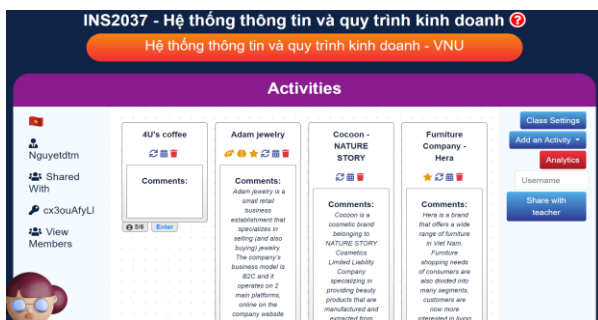 INS2037 - Hệ thống thông tin và quy trình kinh doanh ?
Hệ thống thông tin và quy trình kinh doanh - VNU
Activities
Nguyetdtm
Shared
With
cx3ouAfyLl
View
Members
4U's coffee
Comments:
5/6 Enter
Adam jewelry
Comments:
Adam jewelry is a
small retail
business
establishment that
specializes in
selling (and also
buying) jewelry.
The company's
business model is
B2C and it
operates on 2
main platforms,
online on the
company website
Cocoon -
NATURE
STORY
Comments:
Cocoon is a
cosmetic brand
belonging to
NATURE STORY
Cosmetics
Limited Liability
Company
specializing in
providing beauty
products that are
manufactured and
extracted from
Furniture
Company -
Hera
Comments:
Hera is a brand
that offers a wide
range of furniture
in Viet Nam.
Furniture
shopping needs
of consumers are
also divided into
many segments,
customers are
now more
interested in living
Class Settings
Add an Activity
Analytics
Username
Share with
teacher